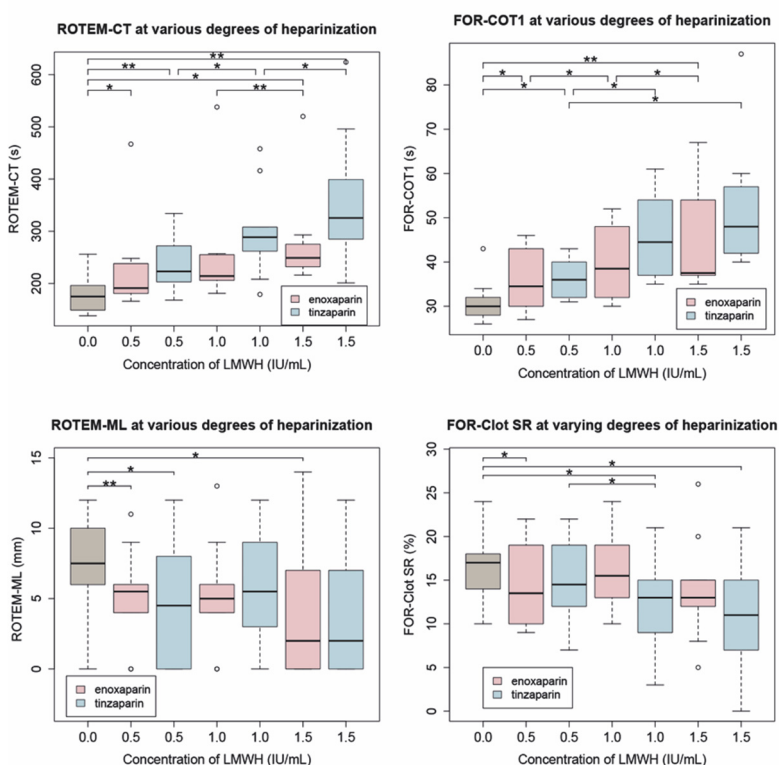 ROTEM-CT at various degrees of heparinization
ROTEM-CT (s)
600
500
400
300
200
** 
** * *
*
* **
enoxaparin
tinzaparin
0.0 0.5 0.5 1.0 1.0 1.5 1.5
Concentration of LMWH (IU/mL)
FOR-COT1 at various degrees of heparinization
FOR-COT1 (s)
80
70
60
50
40
30
**
* * *
* *
*
enoxaparin
tinzaparin
0.0 0.5 0.5 1.0 1.0 1.5 1.5
Concentration of LMWH (IU/mL)
ROTEM-ML at various degrees of heparinization
ROTEM-ML (mm)
15
10
5
0
*
*
**
enoxaparin
tinzaparin
0.0 0.5 0.5 1.0 1.0 1.5 1.5
Concentration of LMWH (IU/mL)
FOR-Clot SR at varying degrees of heparinization
FOR-Clot SR (%)
30
25
20
15
10
5
0
*
*
*
*
enoxaparin
tinzaparin
0.0 0.5 0.5 1.0 1.0 1.5 1.5
Concentration of LMWH (IU/mL)